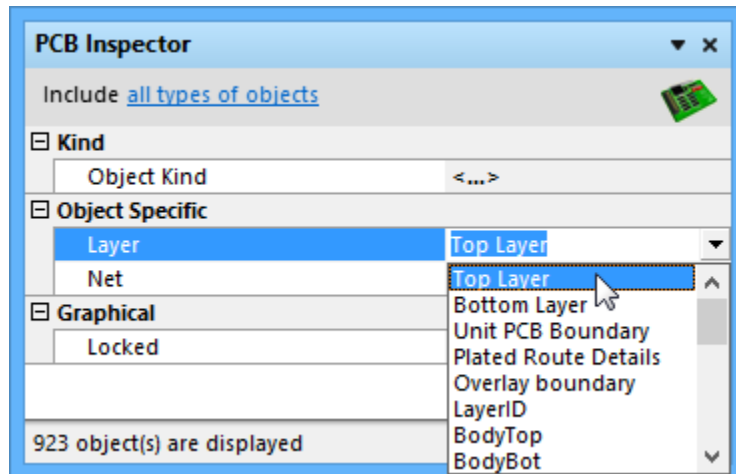 PCB Inspector
Include all types of objects
Kind
Object Kind <...>
Object Specific
Layer Top Layer
Net Top Layer
Bottom Layer
Graphical Unit PCB Boundary
Locked Plated Route Details
Overlay boundary
LayerID
923 object(s) are displayed BodyTop
BodyBot